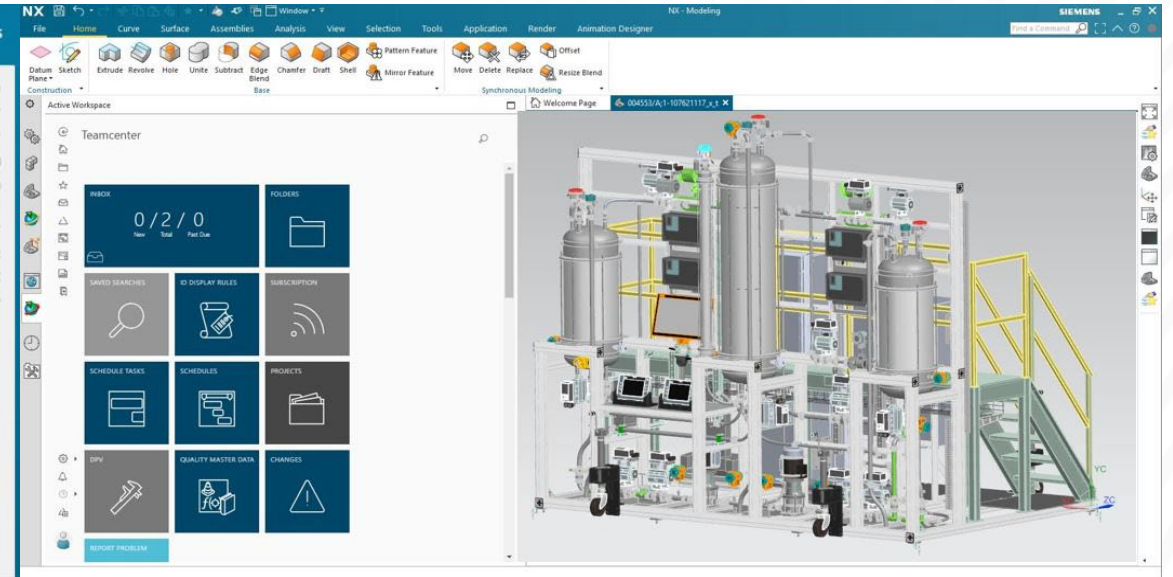 NX Window NX - Modeling SIEMENS
File Home Curve Surface Assemblies Analysis View Selection Tools Application Render Animation Designer Find a Command
Datum Plane Sketch Extrude Revolve Hole Unite Subtract Edge Blend Chamfer Draft Shell Pattern Feature Mirror Feature Move Delete Replace Offset Resize Blend
Construction Base Synchronous Modeling
Active Workspace Welcome Page 004553/A;1-107621117_x_t
Teamcenter
INBOX FOLDERS
0 / 2 / 0
New Total Past Due
SAVED SEARCHES ID DISPLAY RULES SUBSCRIPTION
SCHEDULE TASKS SCHEDULES PROJECTS
DPV QUALITY MASTER DATA CHANGES
REPORT PROBLEM
YC
ZC